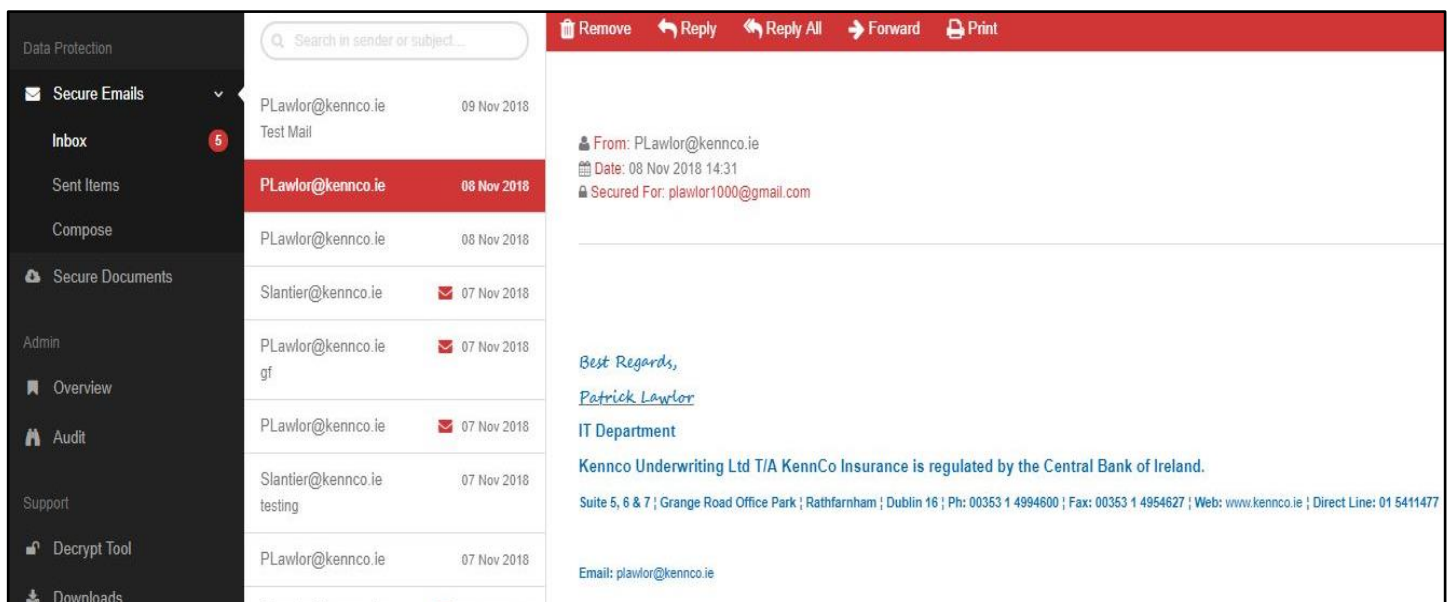 Data Protection
Secure Emails
Inbox
5
Sent Items
Compose
Secure Documents
Admin
Overview
Audit
Support
Decrypt Tool
Downloads
Search in sender or subject...
PLawlor@kennco.ie 09 Nov 2018
Test Mail
PLawlor@kennco.ie 08 Nov 2018
PLawlor@kennco.ie 08 Nov 2018
Slantier@kennco.ie 07 Nov 2018
PLawlor@kennco.ie 07 Nov 2018
gf
PLawlor@kennco.ie 07 Nov 2018
Slantier@kennco.ie 07 Nov 2018
testing
PLawlor@kennco.ie 07 Nov 2018
Remove Reply Reply All Forward Print
From: PLawlor@kennco.ie
Date: 08 Nov 2018 14:31
Secured For: plawlor1000@gmail.com
Best Regards,
Patrick Lawlor
IT Department
Kennco Underwriting Ltd T/A KennCo Insurance is regulated by the Central Bank of Ireland.
Suite 5, 6 & 7 ¦ Grange Road Office Park ¦ Rathfarnham ¦ Dublin 16 ¦ Ph: 00353 1 4994600 ¦ Fax: 00353 1 4954627 ¦ Web: www.kennco.ie ¦ Direct Line: 01 5411477
Email: plawlor@kennco.ie